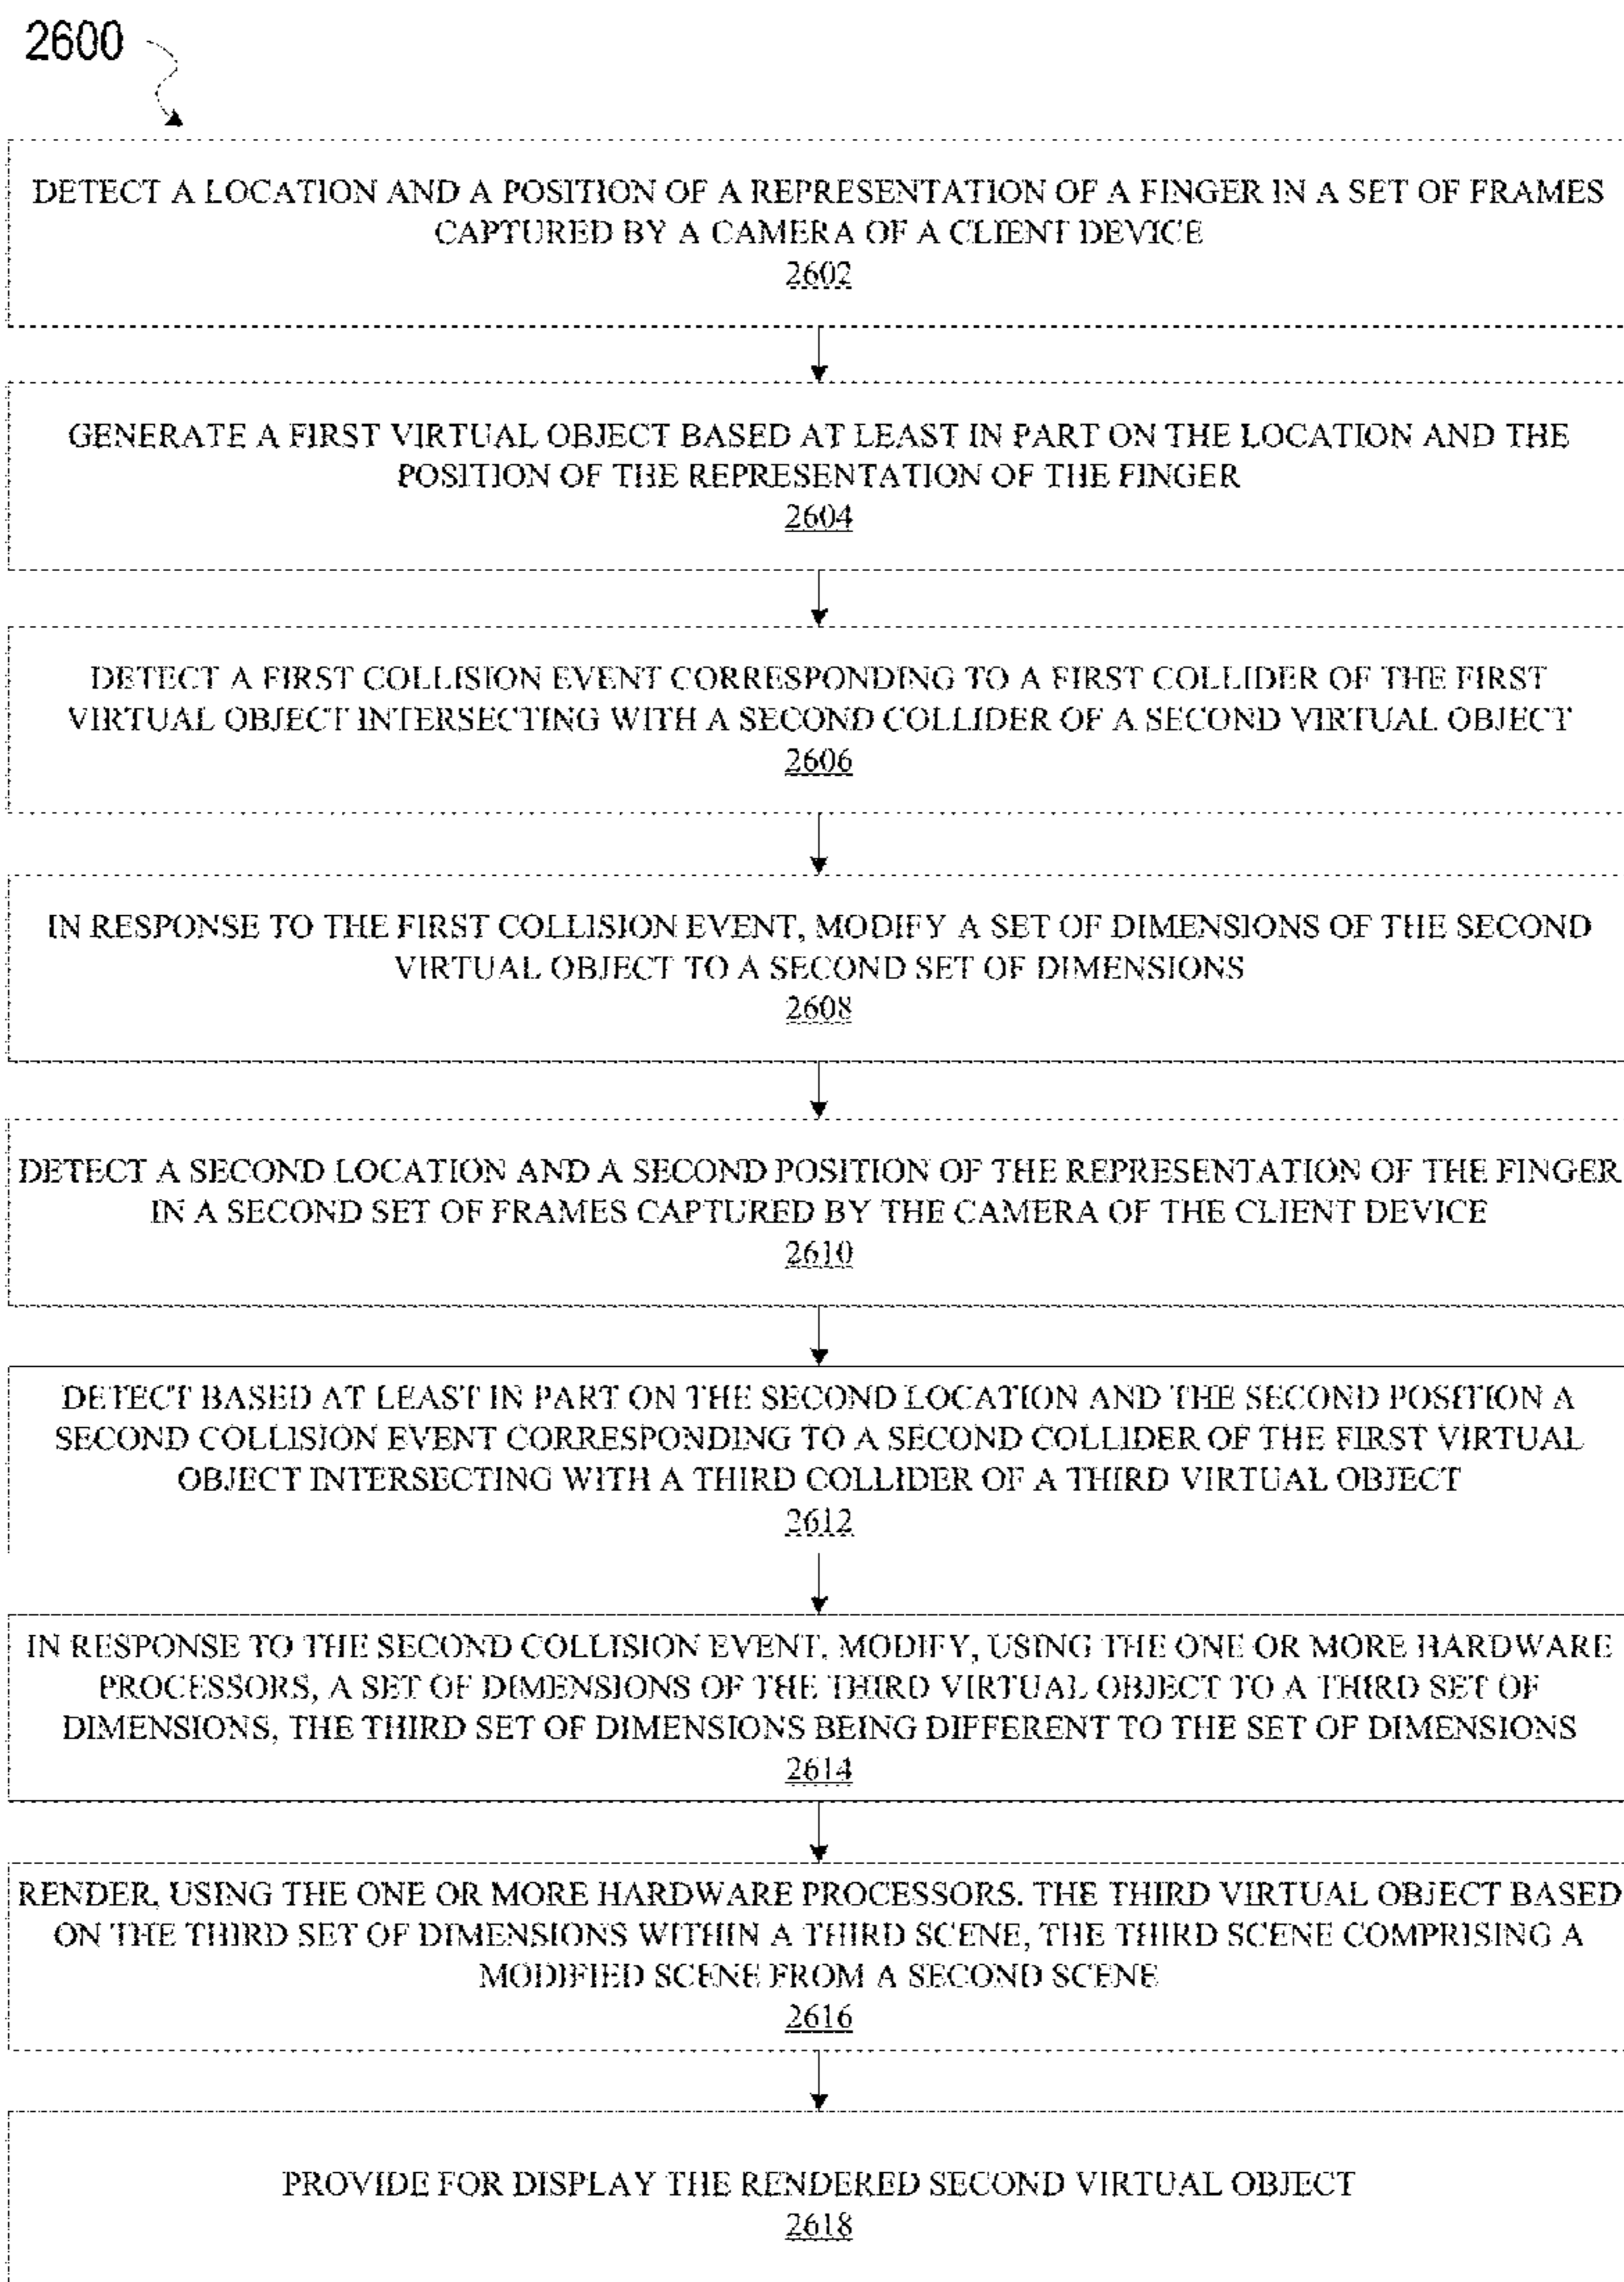 2600
DETECT A LOCATION AND A POSITION OF A REPRESENTATION OF A FINGER IN A SET OF FRAMES
CAPTURED BY A CAMERA OF A CLIENT DEVICE
2602
GENERATE A FIRST VIRTUAL OBJECT BASED AT LEAST IN PART ON THE LOCATION AND THE
POSITION OF THE REPRESENTATION OF THE FINGER
2604
DETECT A FIRST COLLISION EVENT CORRESPONDING TO A FIRST COLLIDER OF THE FIRST
VIRTUAL OBJECT INTERSECTING WITH A SECOND COLLIDER OF A SECOND VIRTUAL OBJECT
2606
IN RESPONSE TO THE FIRST COLLISION EVENT, MODIFY A SET OF DIMENSIONS OF THE SECOND
VIRTUAL OBJECT TO A SECOND SET OF DIMENSIONS
2608
DETECT A SECOND LOCATION AND A SECOND POSITION OF THE REPRESENTATION OF THE FINGER
IN A SECOND SET OF FRAMES CAPTURED BY THE CAMERA OF THE CLIENT DEVICE
2610
DETECT BASED AT LEAST IN PART ON THE SECOND LOCATION AND THE SECOND POSITION A
SECOND COLLISION EVENT CORRESPONDING TO A SECOND COLLIDER OF THE FIRST VIRTUAL
OBJECT INTERSECTING WITH A THIRD COLLIDER OF A THIRD VIRTUAL OBJECT
2612
IN RESPONSE TO THE SECOND COLLISION EVENT, MODIFY, USING THE ONE OR MORE HARDWARE
PROCESSORS, A SET OF DIMENSIONS OF THE THIRD VIRTUAL OBJECT TO A THIRD SET OF
DIMENSIONS, THE THIRD SET OF DIMENSIONS BEING DIFFERENT TO THE SET OF DIMENSIONS
2614
RENDER, USING THE ONE OR MORE HARDWARE PROCESSORS, THE THIRD VIRTUAL OBJECT BASED
ON THE THIRD SET OF DIMENSIONS WITHIN A THIRD SCENE, THE THIRD SCENE COMPRISING A
MODIFIED SCENE FROM A SECOND SCENE
2616
PROVIDE FOR DISPLAY THE RENDERED SECOND VIRTUAL OBJECT
2618